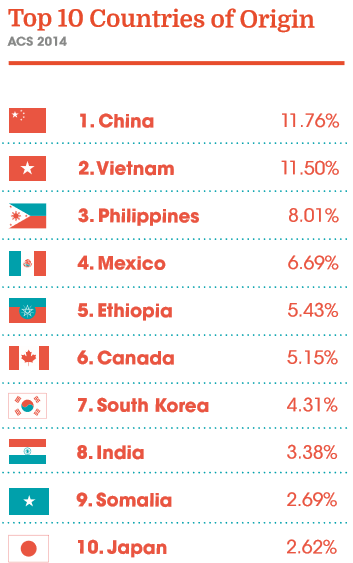 Top 10 Countries of Origin
ACS 2014
1. China 11.76%
2. Vietnam 11.50%
3. Philippines 8.01%
4. Mexico 6.69%
5. Ethiopia 5.43%
6. Canada 5.15%
7. South Korea 4.31%
8. India 3.38%
9. Somalia 2.69%
10. Japan 2.62%